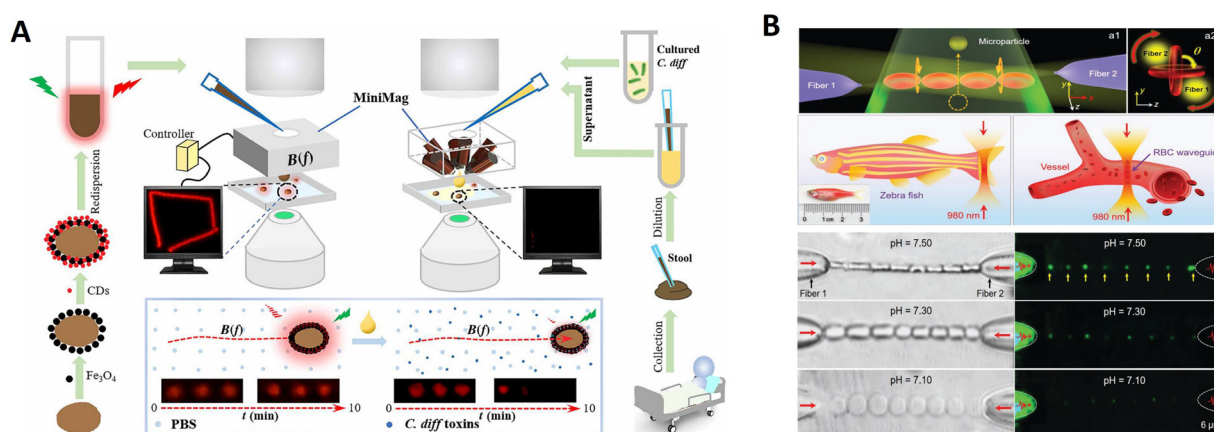 A
Controller
MiniMag
B(f)
Redispersion
CDs
Fe3O4
Cultured
C. diff
Supernatant
Dilution
Stool
Collection
B(f)
B(f)
0
t (min)
10
0
t (min)
10
PBS
C. diff toxins
B
Microparticle
a1
Fiber 1
Fiber 2
y
x
z
a2
Fiber 2
θ
Fiber 1
y
z
Zebra fish
0 1cm 2 3
980 nm
Vessel
RBC waveguide
980 nm
pH = 7.50
Fiber 1
Fiber 2
pH = 7.50
pH = 7.30
pH = 7.30
pH = 7.10
pH = 7.10